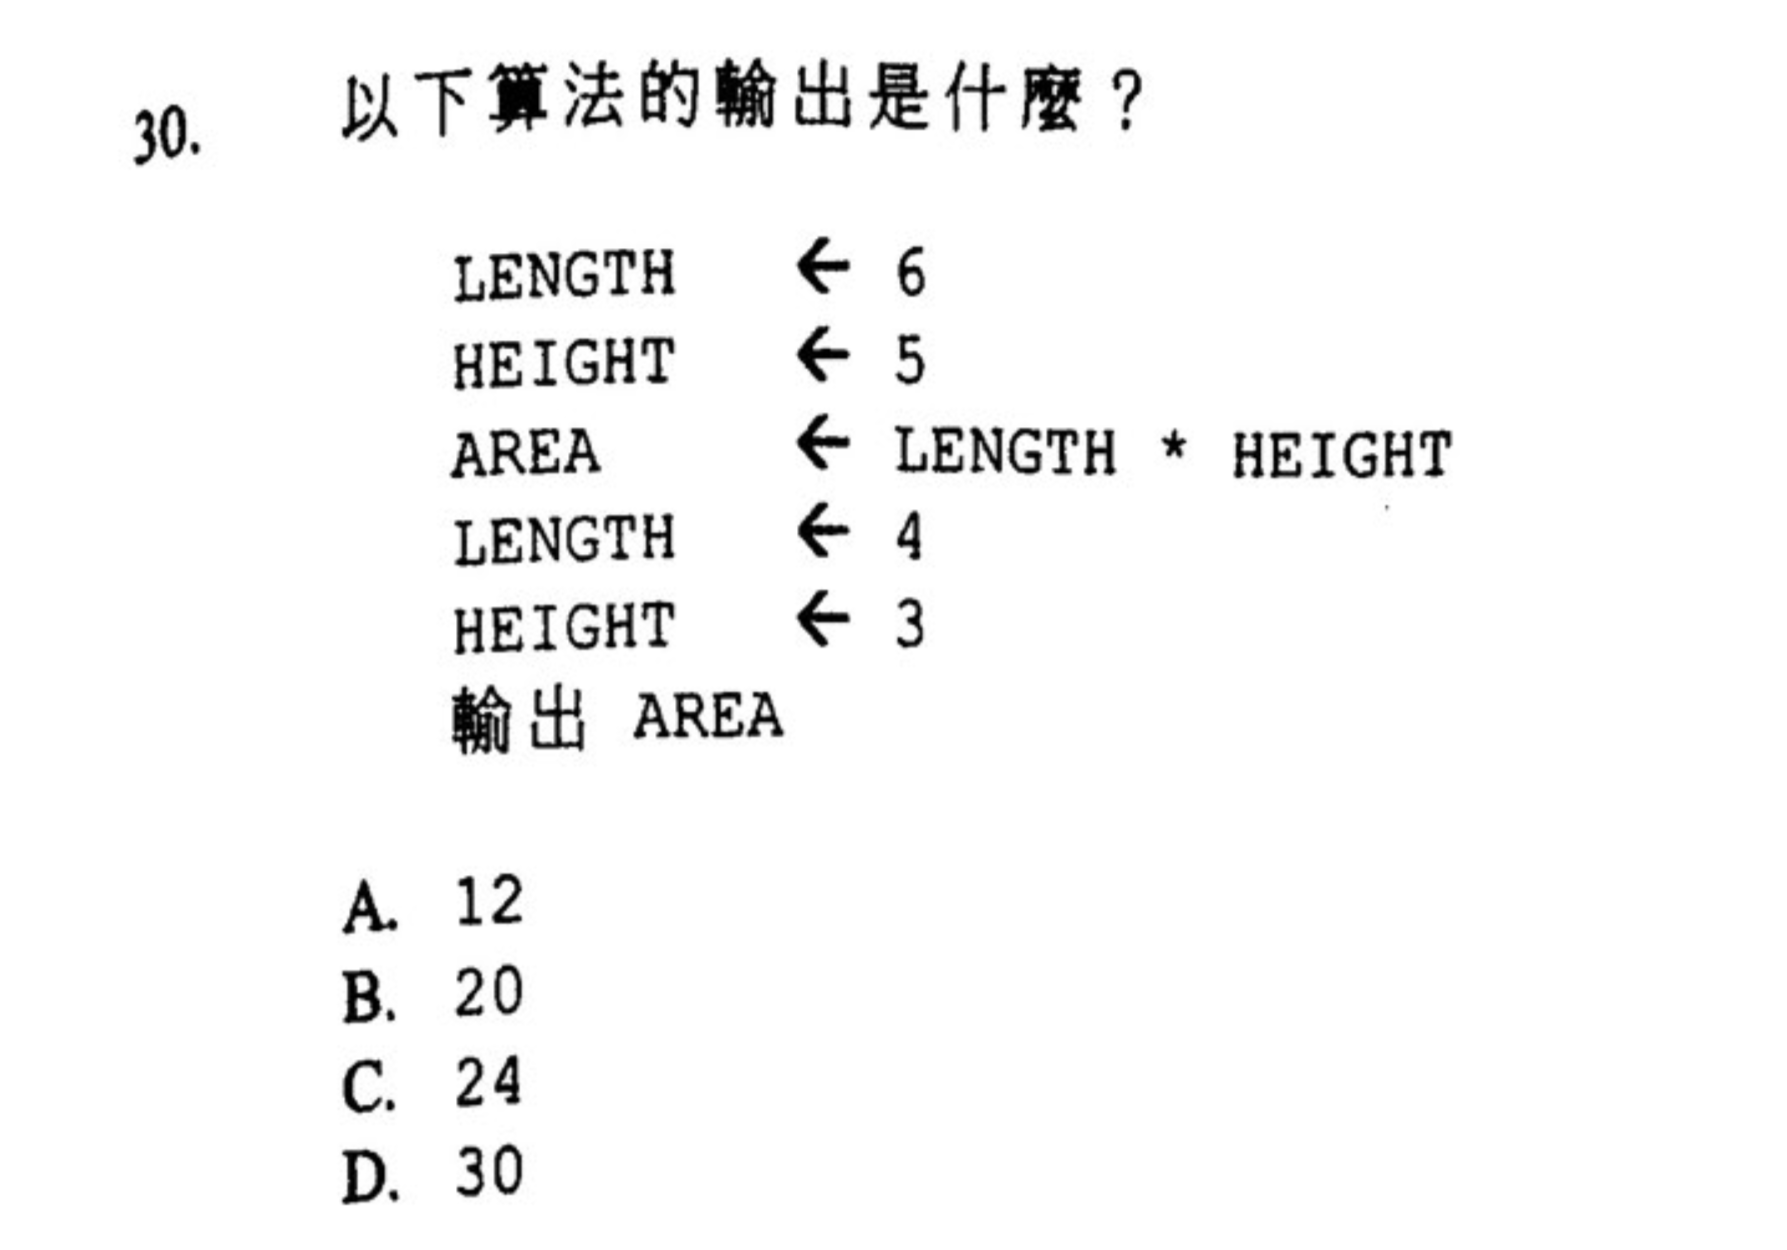 30. 以下算法的輸出是什麼？
LENGTH ← 6
HEIGHT ← 5
AREA ← LENGTH * HEIGHT
LENGTH ← 4
HEIGHT ← 3
輸出 AREA
A. 12
B. 20
C. 24
D. 30